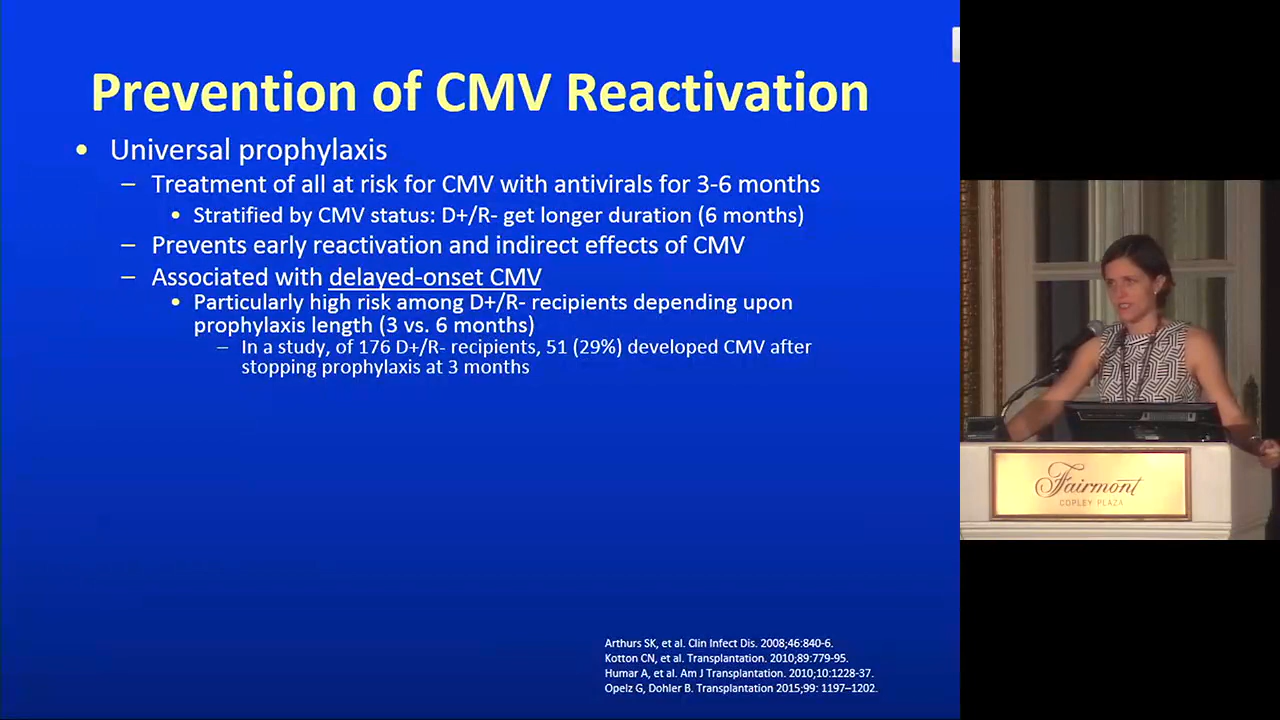 Prevention of CMV Reactivation
• Universal prophylaxis
– Treatment of all at risk for CMV with antivirals for 3-6 months
• Stratified by CMV status: D+/R- get longer duration (6 months)
– Prevents early reactivation and indirect effects of CMV
– Associated with delayed-onset CMV
• Particularly high risk among D+/R- recipients depending upon
prophylaxis length (3 vs. 6 months)
– In a study, of 176 D+/R- recipients, 51 (29%) developed CMV after
stopping prophylaxis at 3 months
Arthurs SK, et al. Clin Infect Dis. 2008;46:840-6.
Kotton CN, et al. Transplantation. 2010;89:779-95.
Humar A, et al. Am J Transplantation. 2010;10:1228-37.
Opelz G, Dohler B. Transplantation 2015;99: 1197–1202.
Fairmont
COPLEY PLAZA